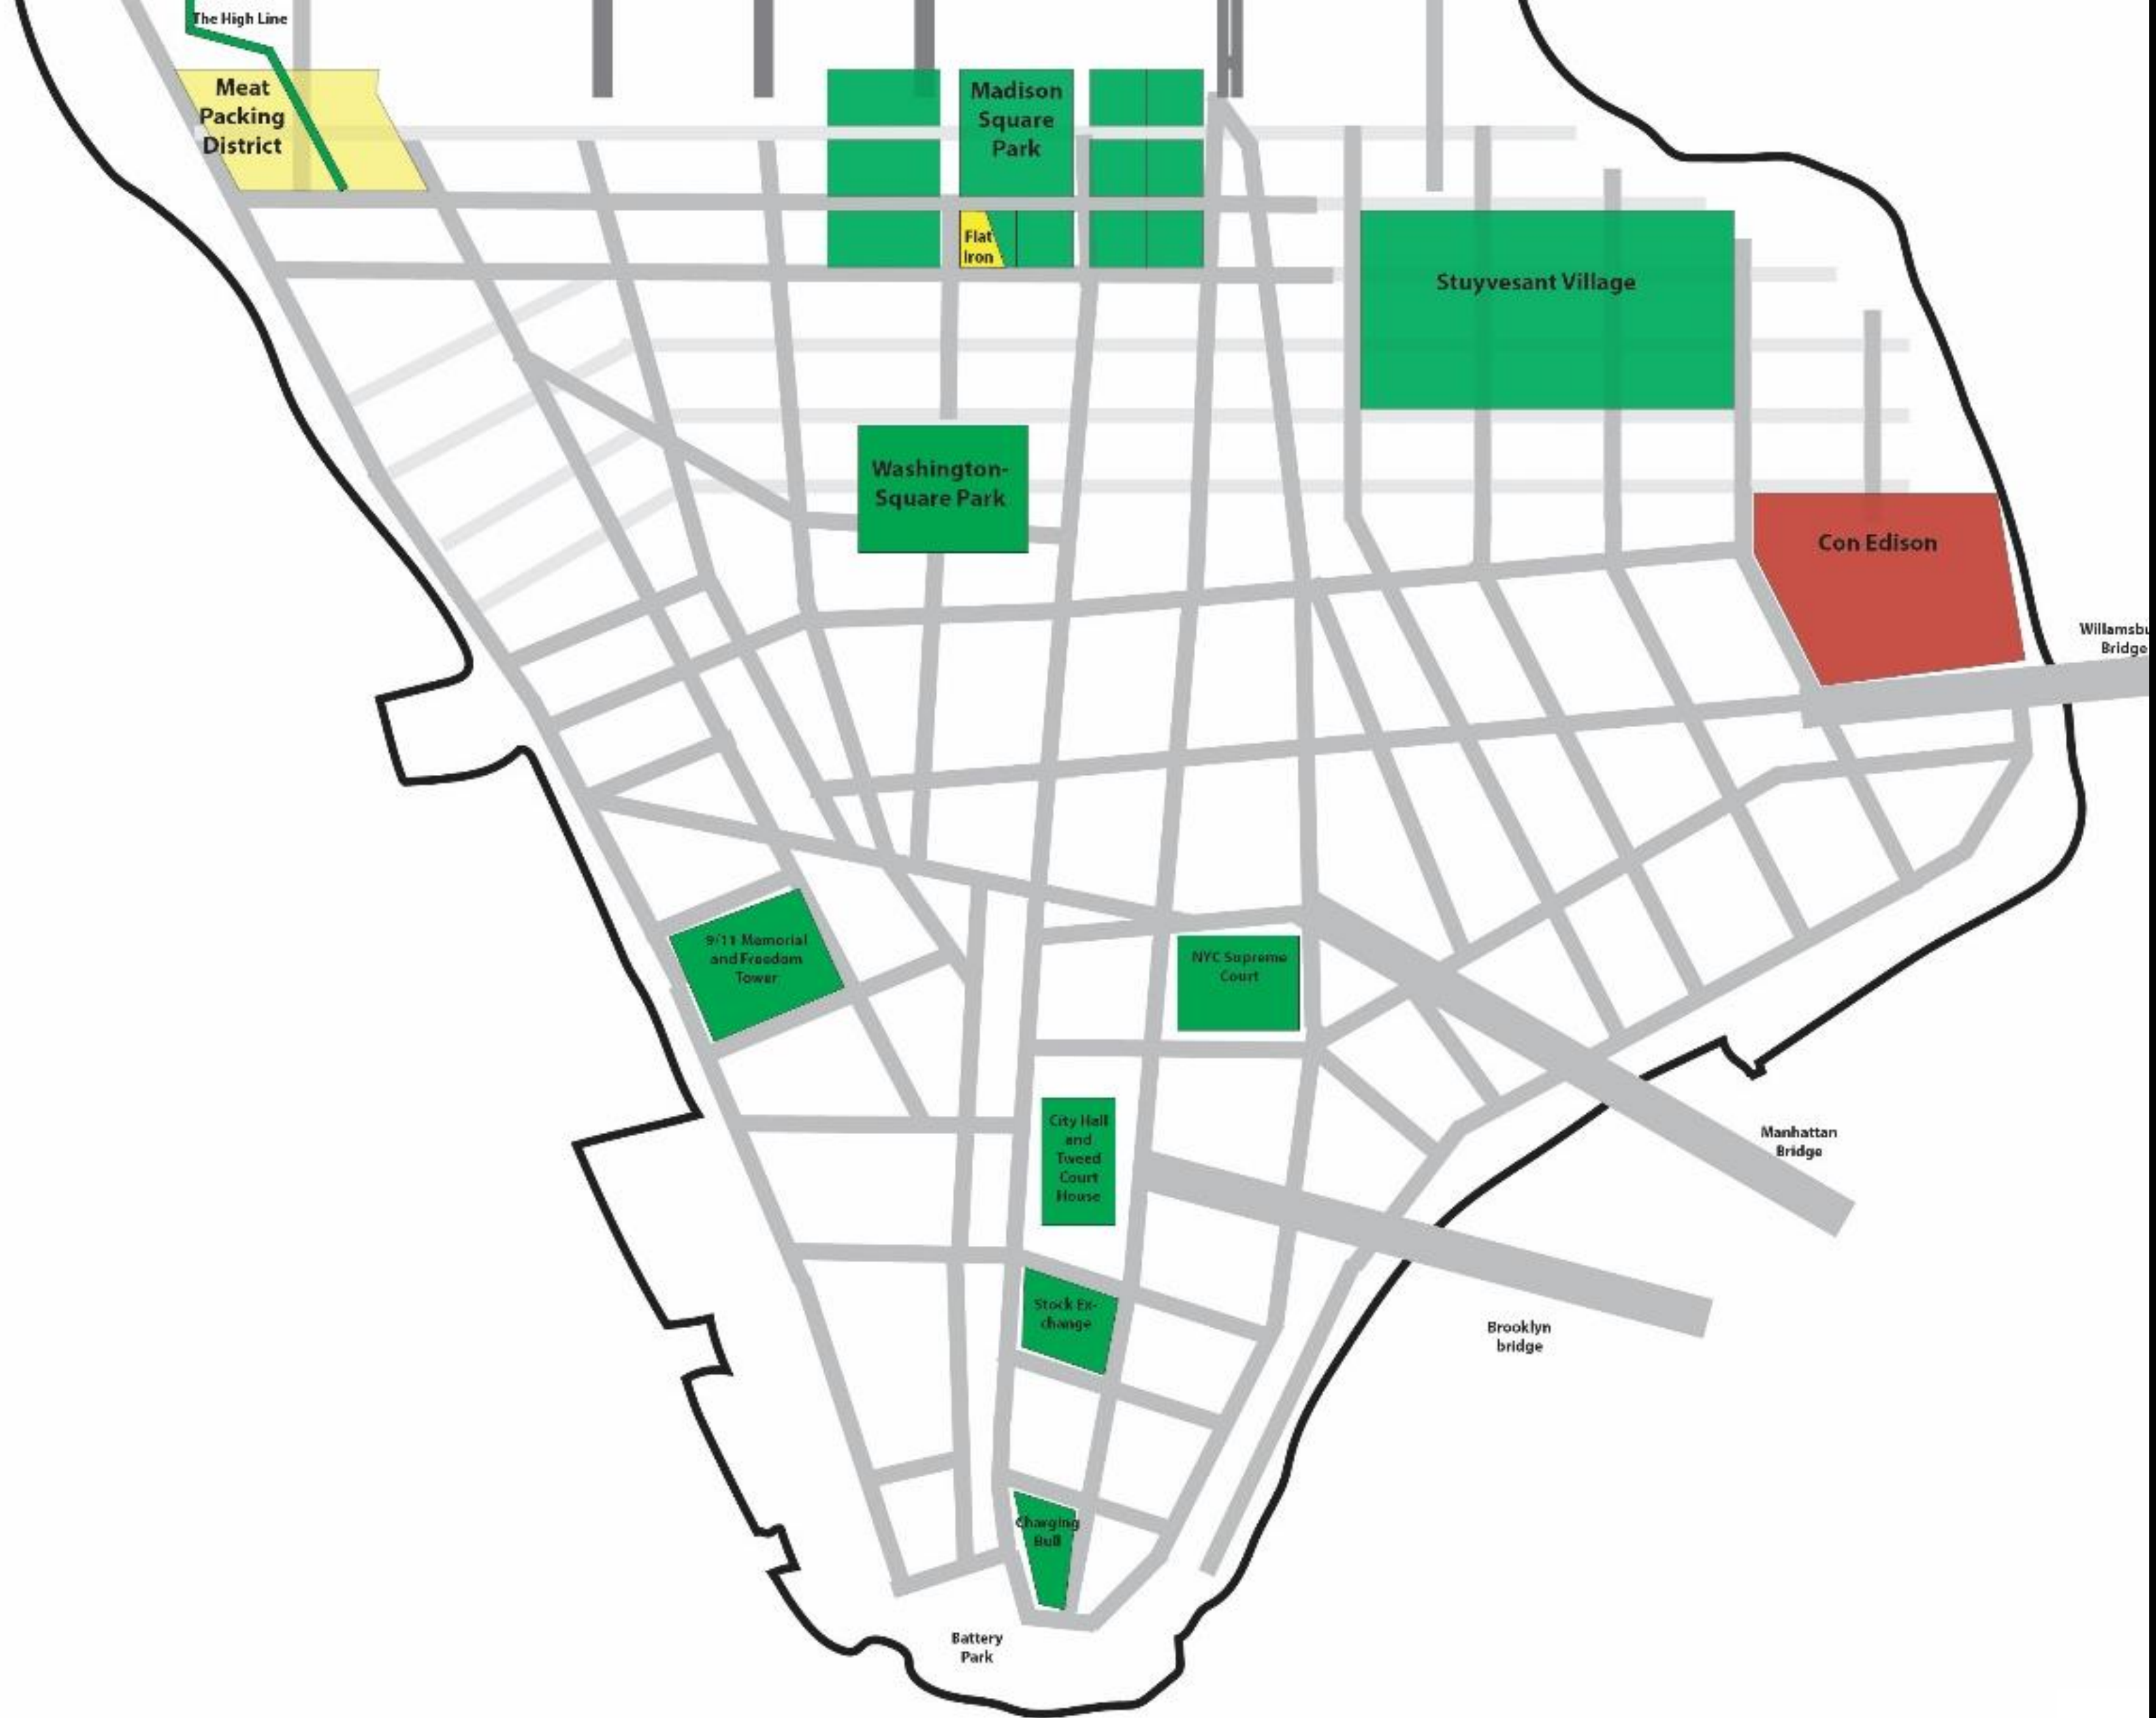 The High Line
Meat
Packing
District
Madison
Square
Park
Flat
Iron
Stuyvesant Village
Washington-
Square Park
Con Edison
Willamsbu
Bridge
9/11 Memorial
and Freedom
Tower
NYC Supreme
Court
City Hall
and
Tweed
Court
House
Manhattan
Bridge
Stock Ex-
change
Brooklyn
bridge
Charging
Bull
Battery
Park